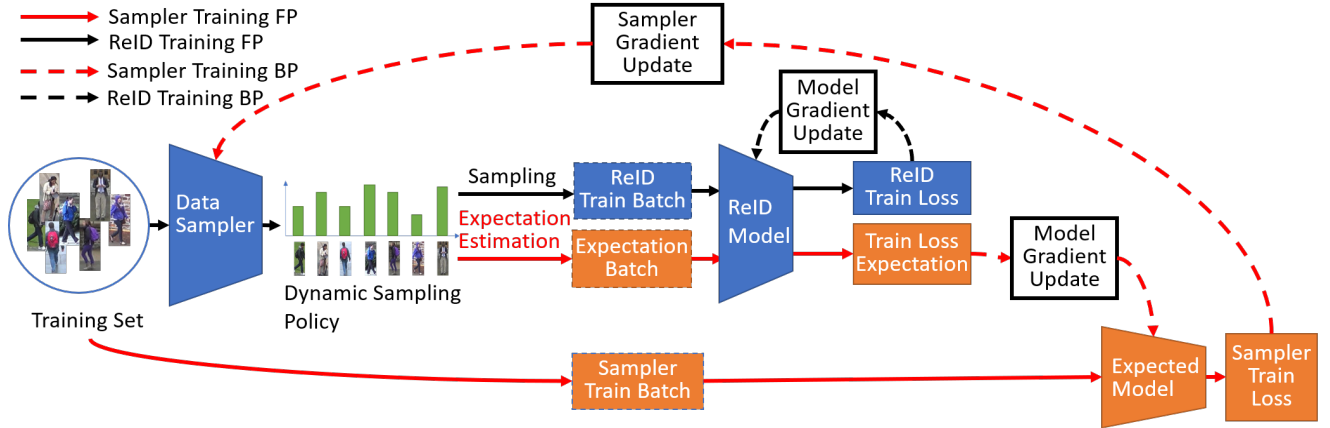 Sampler Training FP
ReID Training FP
Sampler Training BP
ReID Training BP
Sampler
Gradient
Update
Model
Gradient
Update
Data
Sampler
Sampling
Expectation
Estimation
ReID
Train Batch
Expectation
Batch
ReID
Model
ReID
Train Loss
Train Loss
Expectation
Model
Gradient
Update
Dynamic Sampling
Policy
Training Set
Sampler
Train Batch
Expected
Model
Sampler
Train
Loss